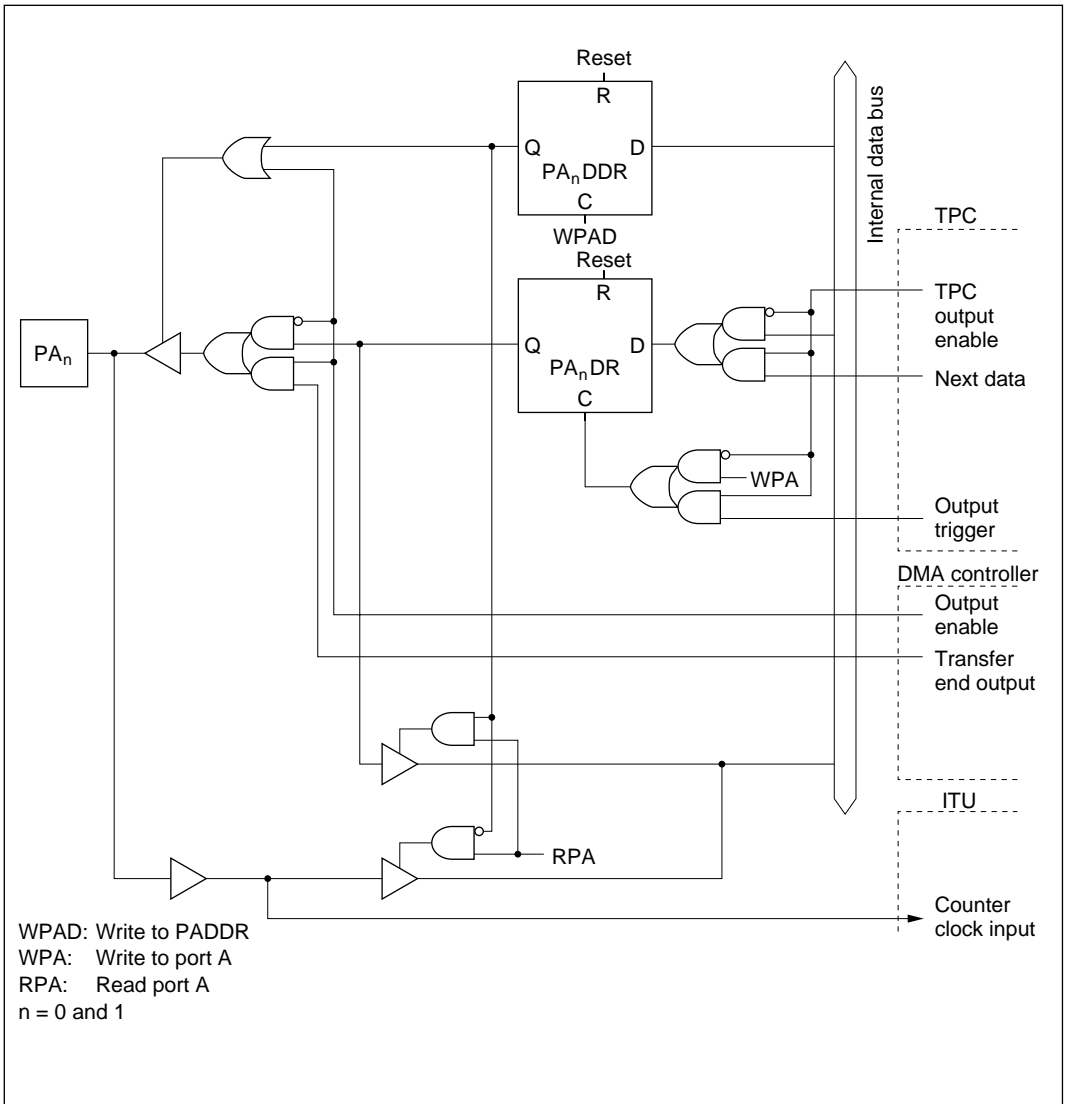 Reset
R
Q
D
PAnDDR
C
WPAD
Internal data bus
TPC
Reset
R
TPC
output
enable
PAn
Q
D
PAnDR
Next data
C
WPA
Output
trigger
DMA controller
Output
enable
Transfer
end output
ITU
RPA
Counter
clock input
WPAD: Write to PADDR
WPA: Write to port A
RPA: Read port A
n = 0 and 1